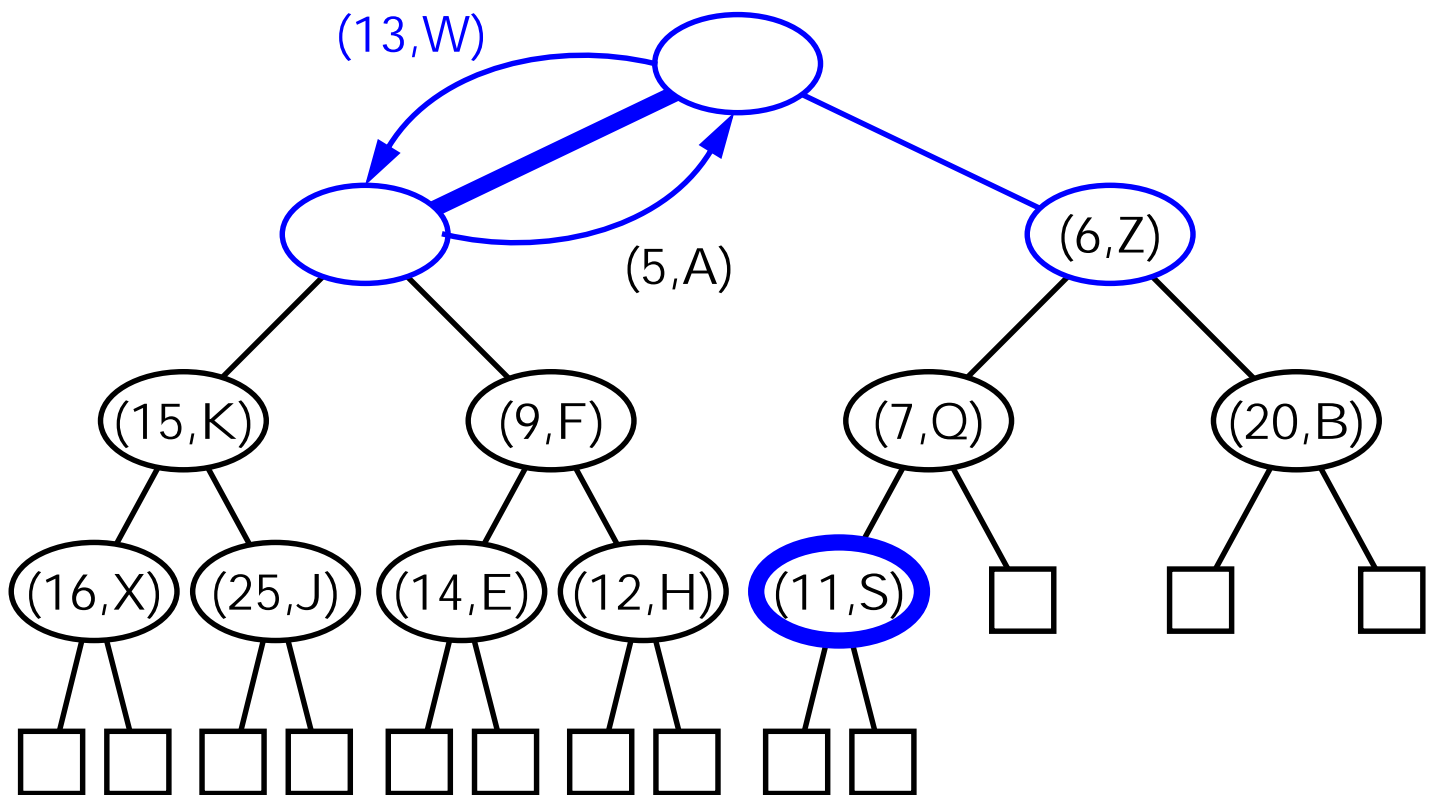 (13,W)
(5,A)
(6,Z)
(15,K)
(9,F)
(7,Q)
(20,B)
(16,X)
(25,J)
(14,E)
(12,H)
(11,S)